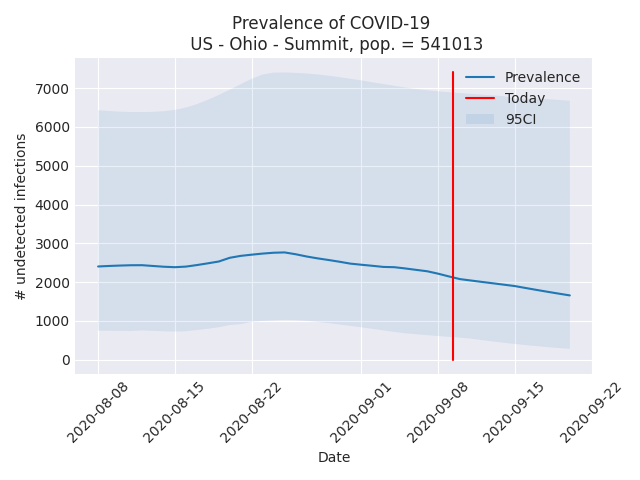 Prevalence of COVID-19
US - Ohio - Summit, pop. = 541013
Prevalence
Today
95CI
7000
6000
5000
4000
3000
2000
1000
0
# undetected infections
2020-08-08
2020-08-15
2020-08-22
2020-09-01
2020-09-08
2020-09-15
2020-09-22
Date